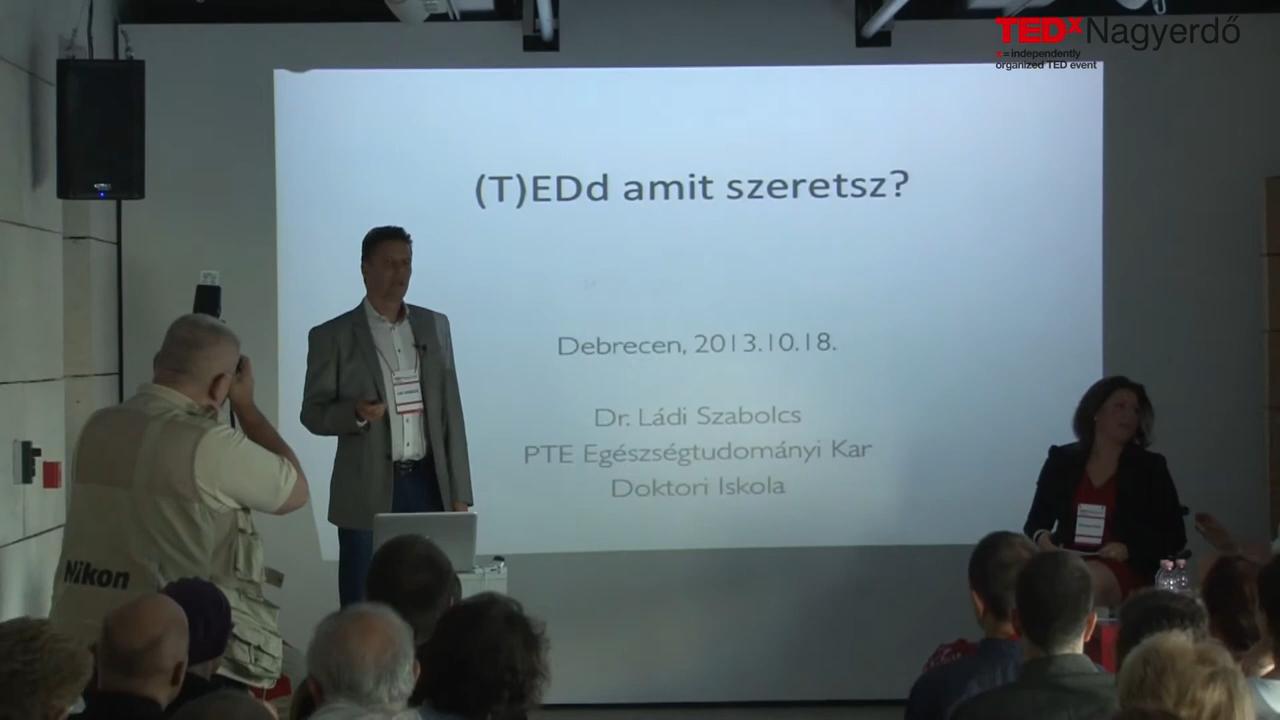 TEDxNagyerdő
x = independently
organized TED event
(T)EDd amit szeretsz?
Debrecen, 2013.10.18.
Dr. Ládi Szabolcs
PTE Egészségtudományi Kar
Doktori Iskola
Nikon